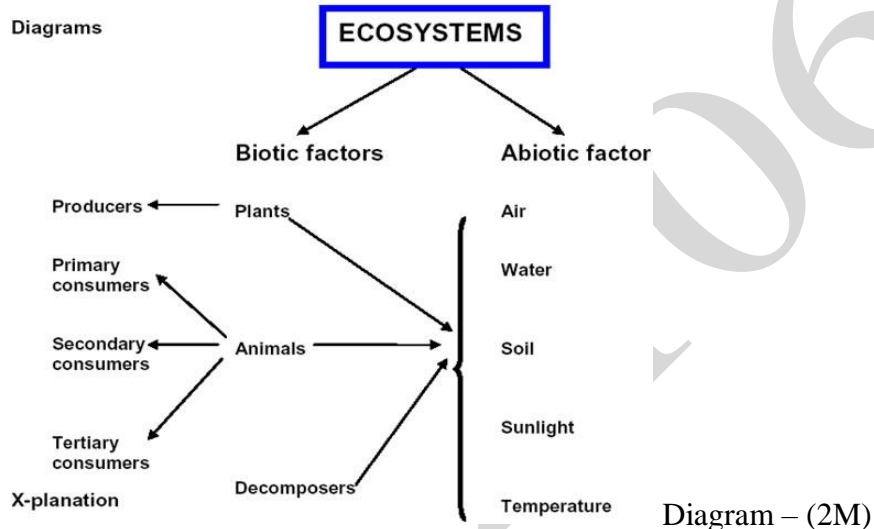 Diagrams
ECOSYSTEMS
Biotic factors
Abiotic factor
Producers
Plants
Air
Primary
consumers
Water
Secondary
consumers
Animals
Soil
Sunlight
Tertiary
consumers
X-planation
Decomposers
Temperature
Diagram – (2M)